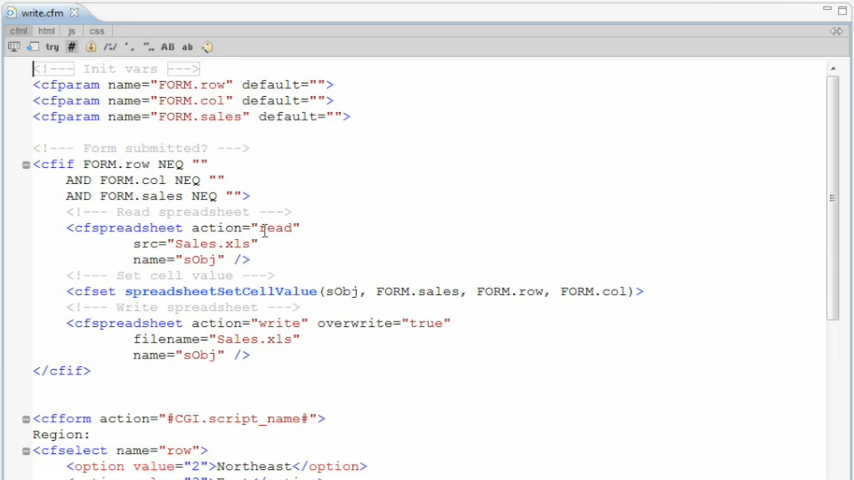 write.cfm
cfml html js css
try # /*/ ', ", AB ab
<!--- Init vars --->
<cfparam name="FORM.row" default="">
<cfparam name="FORM.col" default="">
<cfparam name="FORM.sales" default="">
<!--- Form submitted? --->
<cfif FORM.row NEQ ""
AND FORM.col NEQ ""
AND FORM.sales NEQ "">
<!--- Read spreadsheet --->
<cfspreadsheet action="read"
src="Sales.xls"
name="sObj" />
<!--- Set cell value --->
<cfset spreadsheetSetCellValue(sObj, FORM.sales, FORM.row, FORM.col)>
<!--- Write spreadsheet --->
<cfspreadsheet action="write" overwrite="true"
filename="Sales.xls"
name="sObj" />
</cfif>
<cfform action="#CGI.script_name#">
Region:
<cfselect name="row">
<option value="2">Northeast</option>